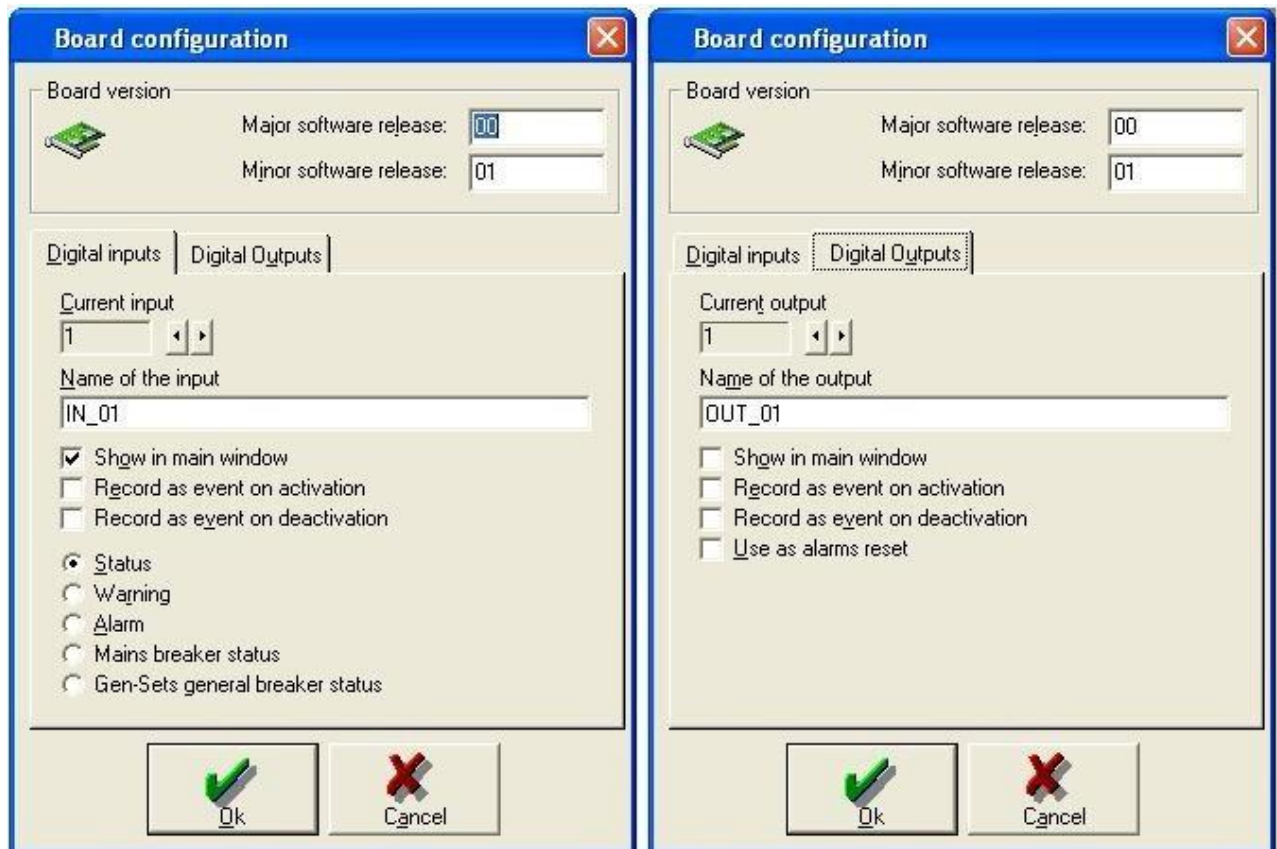 Board configuration
Board version
Major software release: 00
Minor software release: 01
Digital inputs Digital Outputs
Current input
1
Name of the input
IN_01
Show in main window
Record as event on activation
Record as event on deactivation
Status
Warning
Alarm
Mains breaker status
Gen-Sets general breaker status
Ok Cancel
Board configuration
Board version
Major software release: 00
Minor software release: 01
Digital inputs Digital Outputs
Current output
1
Name of the output
OUT_01
Show in main window
Record as event on activation
Record as event on deactivation
Use as alarms reset
Ok Cancel